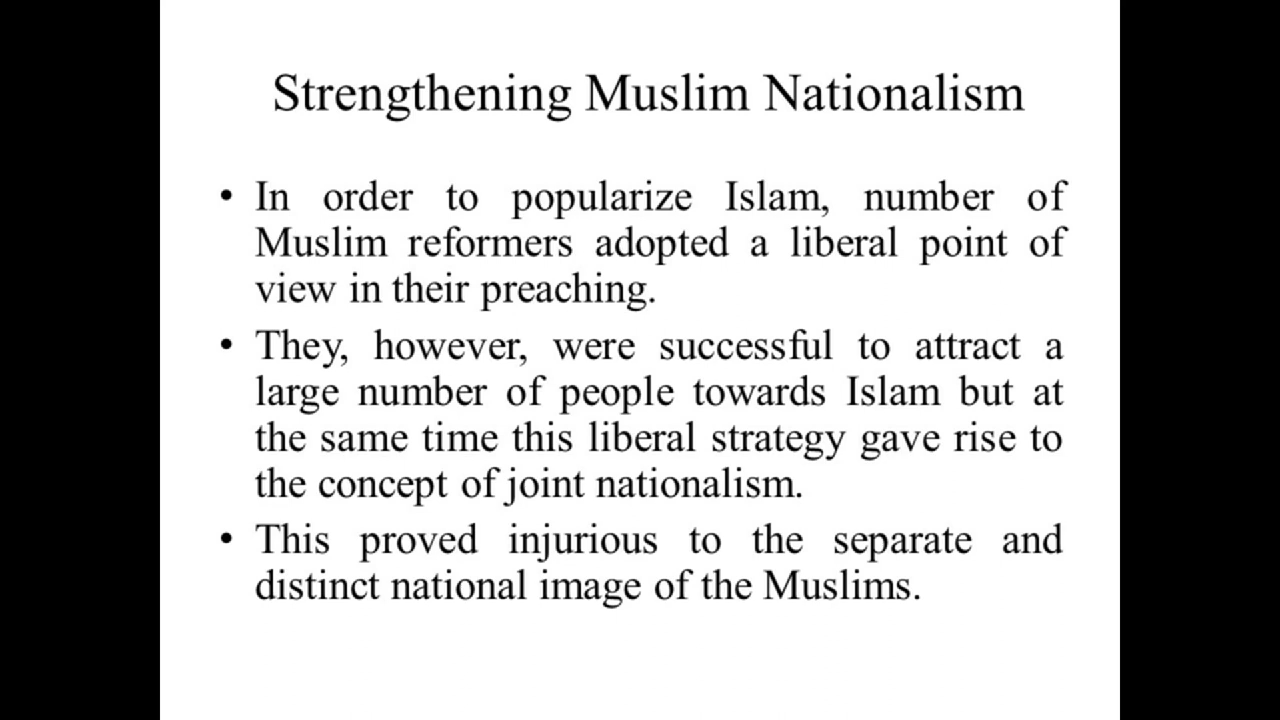 Strengthening Muslim Nationalism
• In order to popularize Islam, number of
Muslim reformers adopted a liberal point of
view in their preaching.
• They, however, were successful to attract a
large number of people towards Islam but at
the same time this liberal strategy gave rise to
the concept of joint nationalism.
• This proved injurious to the separate and
distinct national image of the Muslims.